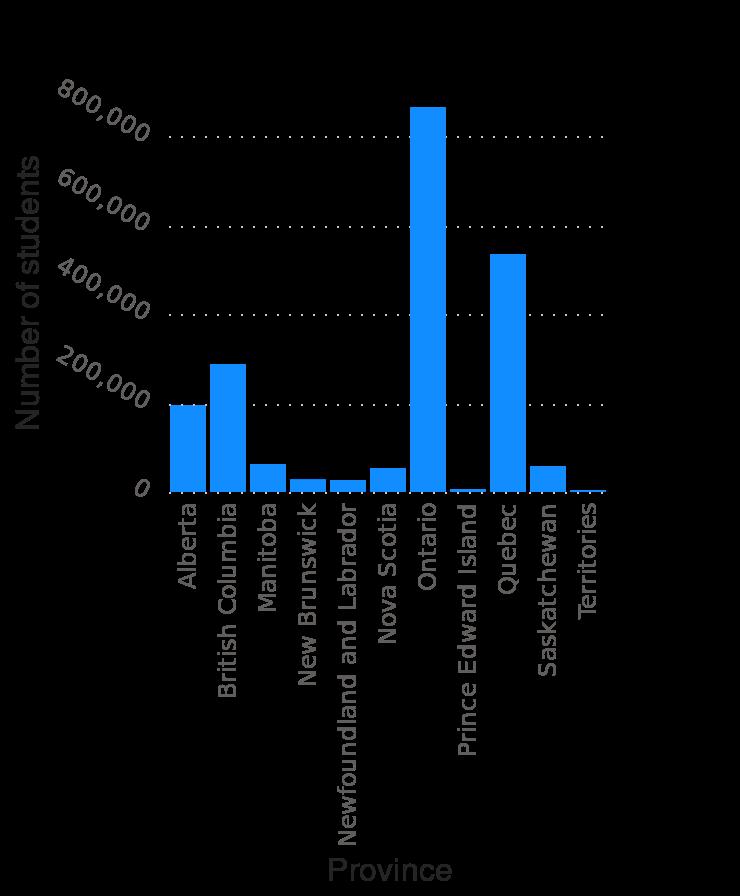 Number of students
800,000
600,000
400,000
200,000
0
Alberta
British Columbia
Manitoba
New Brunswick
Newfoundland and Labrador
Nova Scotia
Ontario
Prince Edward Island
Quebec
Saskatchewan
Territories
Province